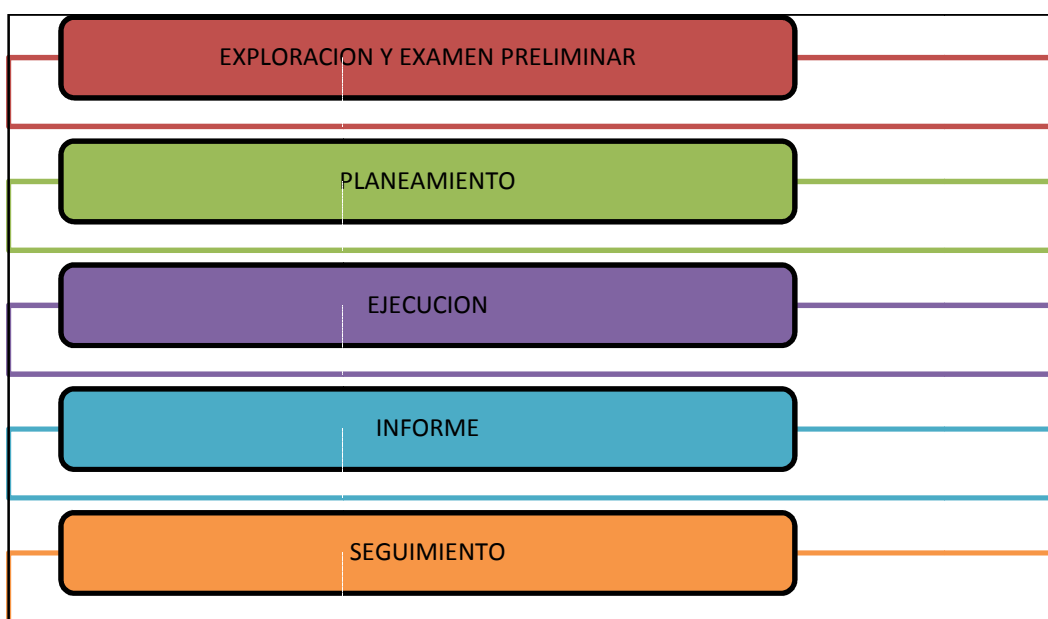 EXPLORACION Y EXAMEN PRELIMINAR
PLANEAMIENTO
EJECUCION
INFORME
SEGUIMIENTO